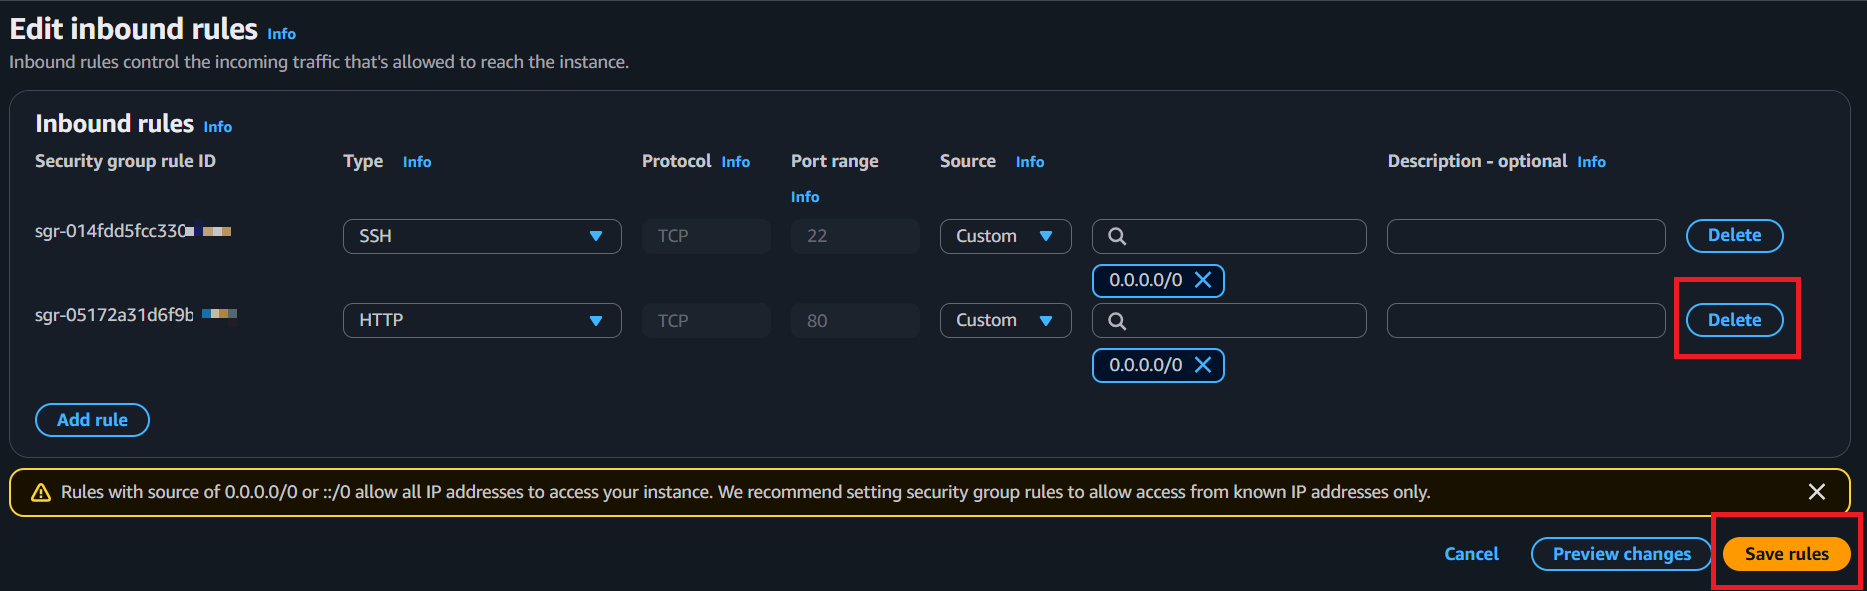 Edit inbound rules Info
Inbound rules control the incoming traffic that's allowed to reach the instance.
Inbound rules Info
Security group rule ID Type Info Protocol Info Port range Info Source Info Description - optional Info
sgr-014fdd5fcc330 SSH TCP 22 Custom Delete
0.0.0.0/0
sgr-05172a31d6f9b HTTP TCP 80 Custom Delete
0.0.0.0/0
Add rule
Rules with source of 0.0.0.0/0 or ::/0 allow all IP addresses to access your instance. We recommend setting security group rules to allow access from known IP addresses only.
Cancel Preview changes Save rules